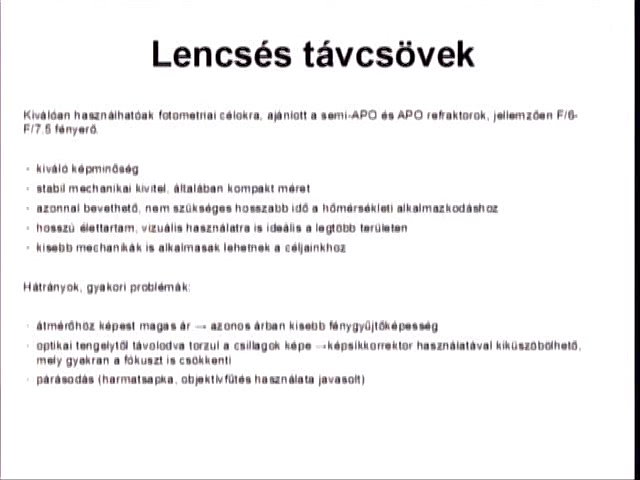 Lencsés távcsövek
Kiválóan használhatóak fotometriai célokra, ajánlott a semi-APO és APO refraktorok, jellemzően F/6-
F/7.5 fényerő.
• kiváló képminőség
• stabil mechanikai kivitel, általában kompakt méret
• azonnal bevethető, nem szükséges hosszabb idő a hőmérsékleti alkalmazkodáshoz
• hosszú élettartam, vizuális használatra is ideális a legtöbb területen
• kisebb mechanikák is alkalmasak lehetnek a céljainkhoz
Hátrányok, gyakori problémák:
• átmérőhöz képest magas ár → azonos árban kisebb fénygyűjtőképesség
• optikai tengelytől távolodva torzul a csillagok képe →képsíkkorrektor használatával kiküszöbölhető,
mely gyakran a fókuszt is csökkenti
• párásodás (harmatsapka, objektívfűtés használata javasolt)